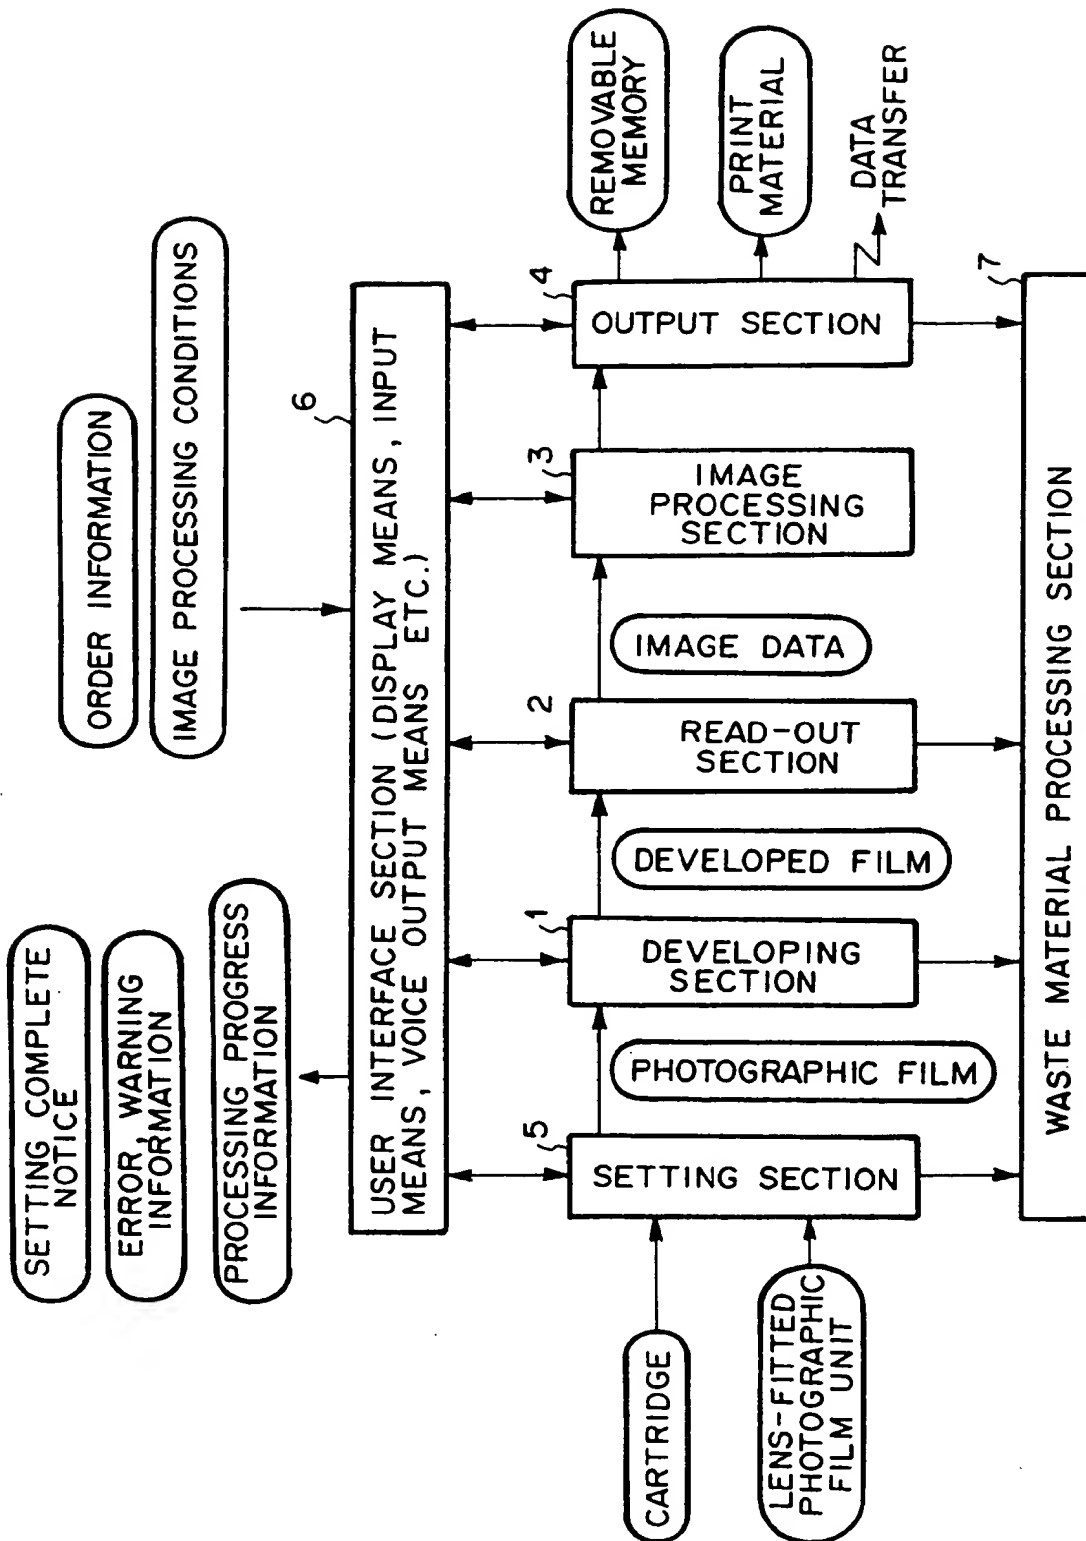 SETTING COMPLETE
NOTICE
ERROR, WARNING
INFORMATION
PROCESSING PROGRESS
INFORMATION
ORDER INFORMATION
IMAGE PROCESSING CONDITIONS
6
USER INTERFACE SECTION (DISPLAY MEANS, INPUT
MEANS, VOICE OUTPUT MEANS ETC.)
CARTRIDGE
LENS-FITTED
PHOTOGRAPHIC
FILM UNIT
5
SETTING SECTION
PHOTOGRAPHIC FILM
1
DEVELOPING
SECTION
DEVELOPED FILM
2
READ-OUT
SECTION
IMAGE DATA
3
IMAGE
PROCESSING
SECTION
4
OUTPUT SECTION
REMOVABLE
MEMORY
PRINT
MATERIAL
DATA
TRANSFER
7
WASTE MATERIAL PROCESSING SECTION